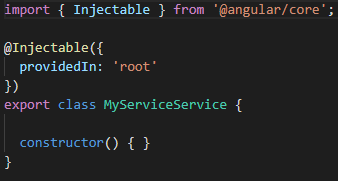 import { Injectable } from '@angular/core';
@Injectable({
  providedIn: 'root'
})
export class MyServiceService {
  constructor() { }
}